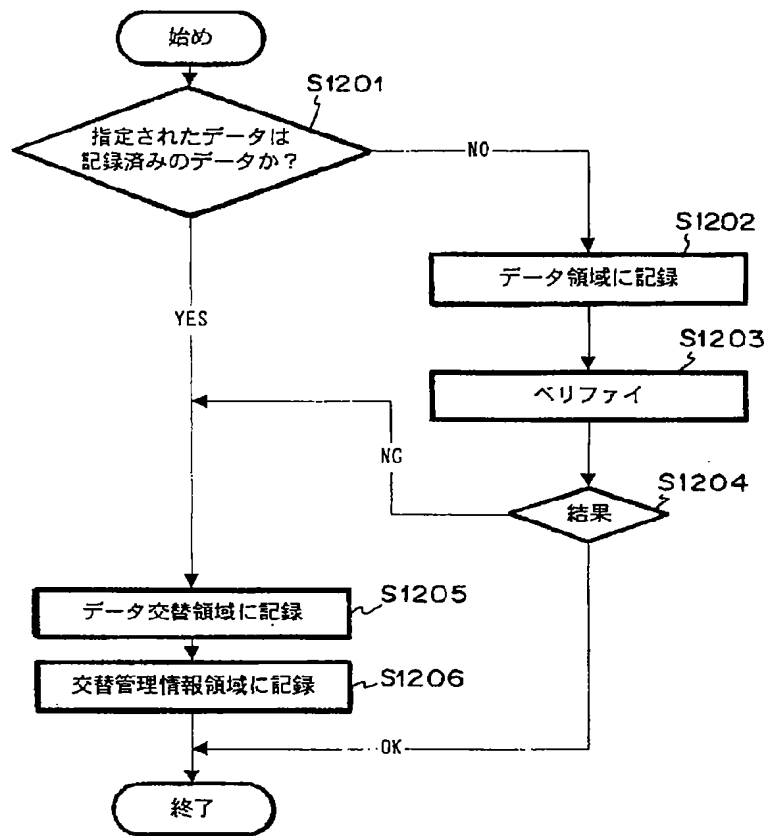 始め
S1201
指定されたデータは
記録済みのデータか？
NO
S1202
データ領域に記録
YES
S1203
ベリファイ
NG
S1204
結果
データ交替領域に記録
S1205
交替管理情報領域に記録
S1206
OK
終了